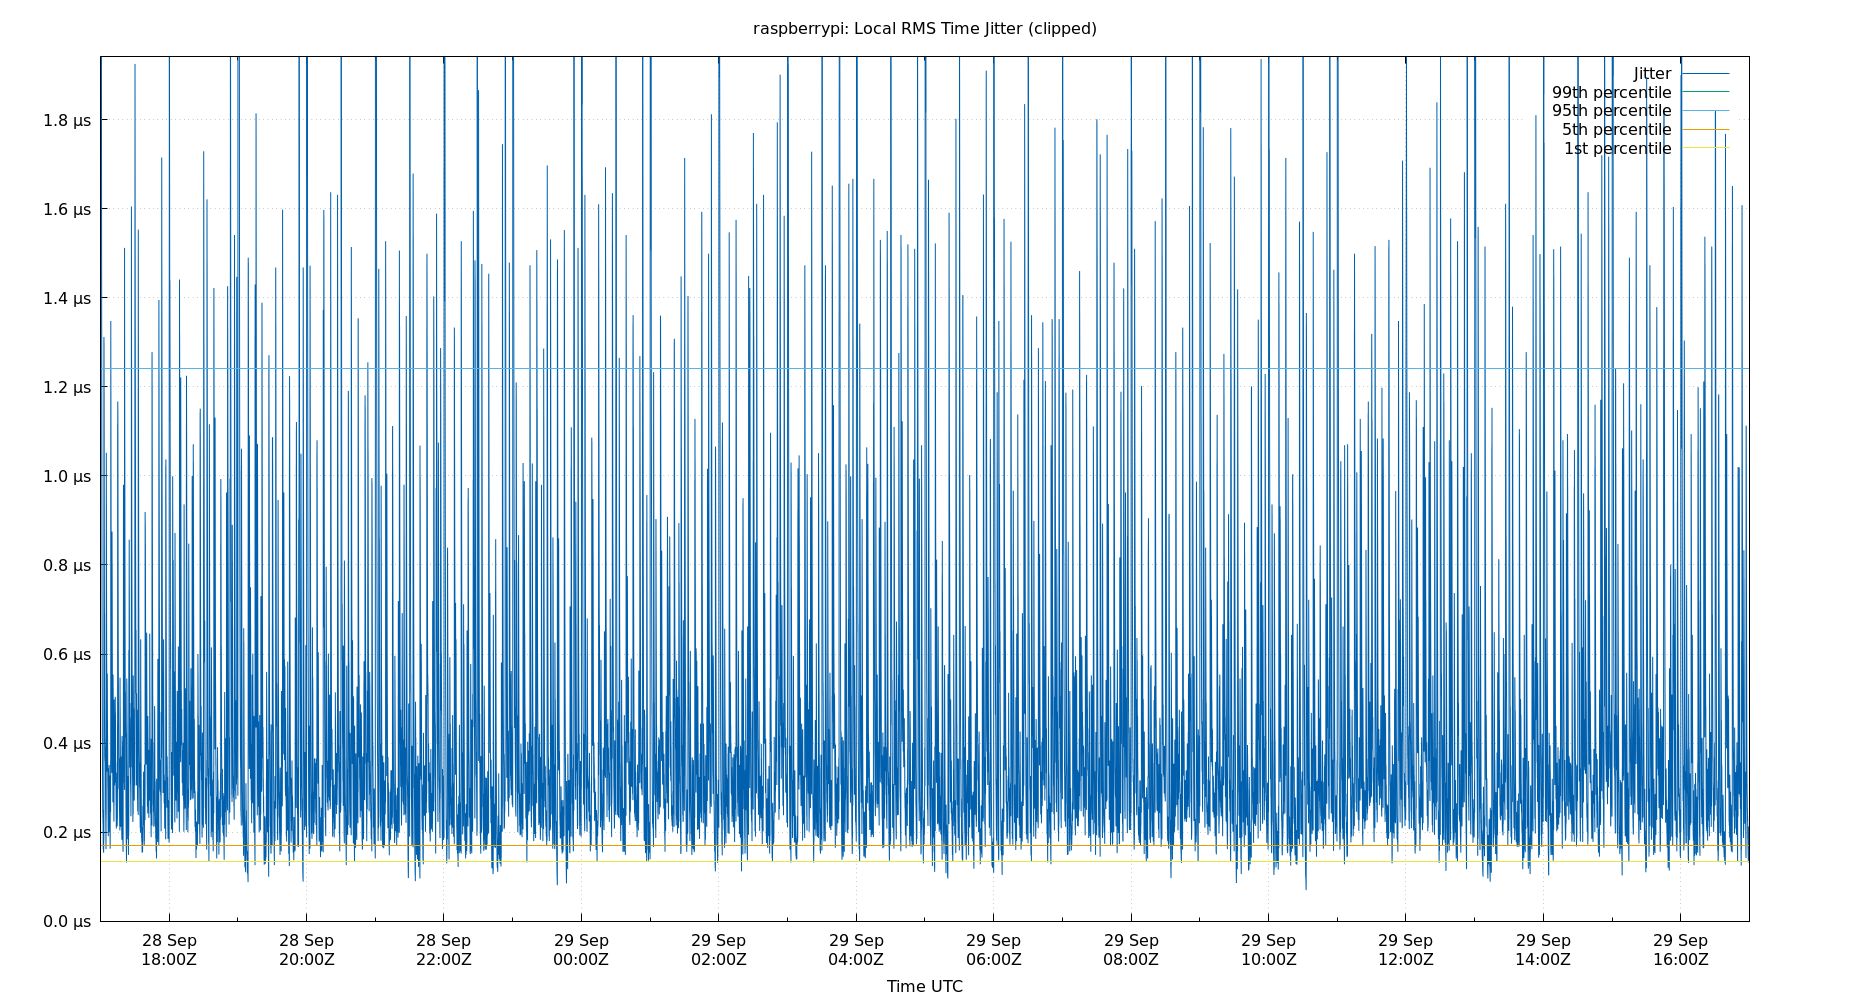 raspberrypi: Local RMS Time Jitter (clipped)
Jitter
99th percentile
95th percentile
5th percentile
1st percentile
1.8 µs
1.6 µs
1.4 µs
1.2 µs
1.0 µs
0.8 µs
0.6 µs
0.4 µs
0.2 µs
0.0 µs
28 Sep 28 Sep 28 Sep 29 Sep 29 Sep 29 Sep 29 Sep 29 Sep 29 Sep 29 Sep 29 Sep 29 Sep
18:00Z 20:00Z 22:00Z 00:00Z 02:00Z 04:00Z 06:00Z 08:00Z 10:00Z 12:00Z 14:00Z 16:00Z
Time UTC